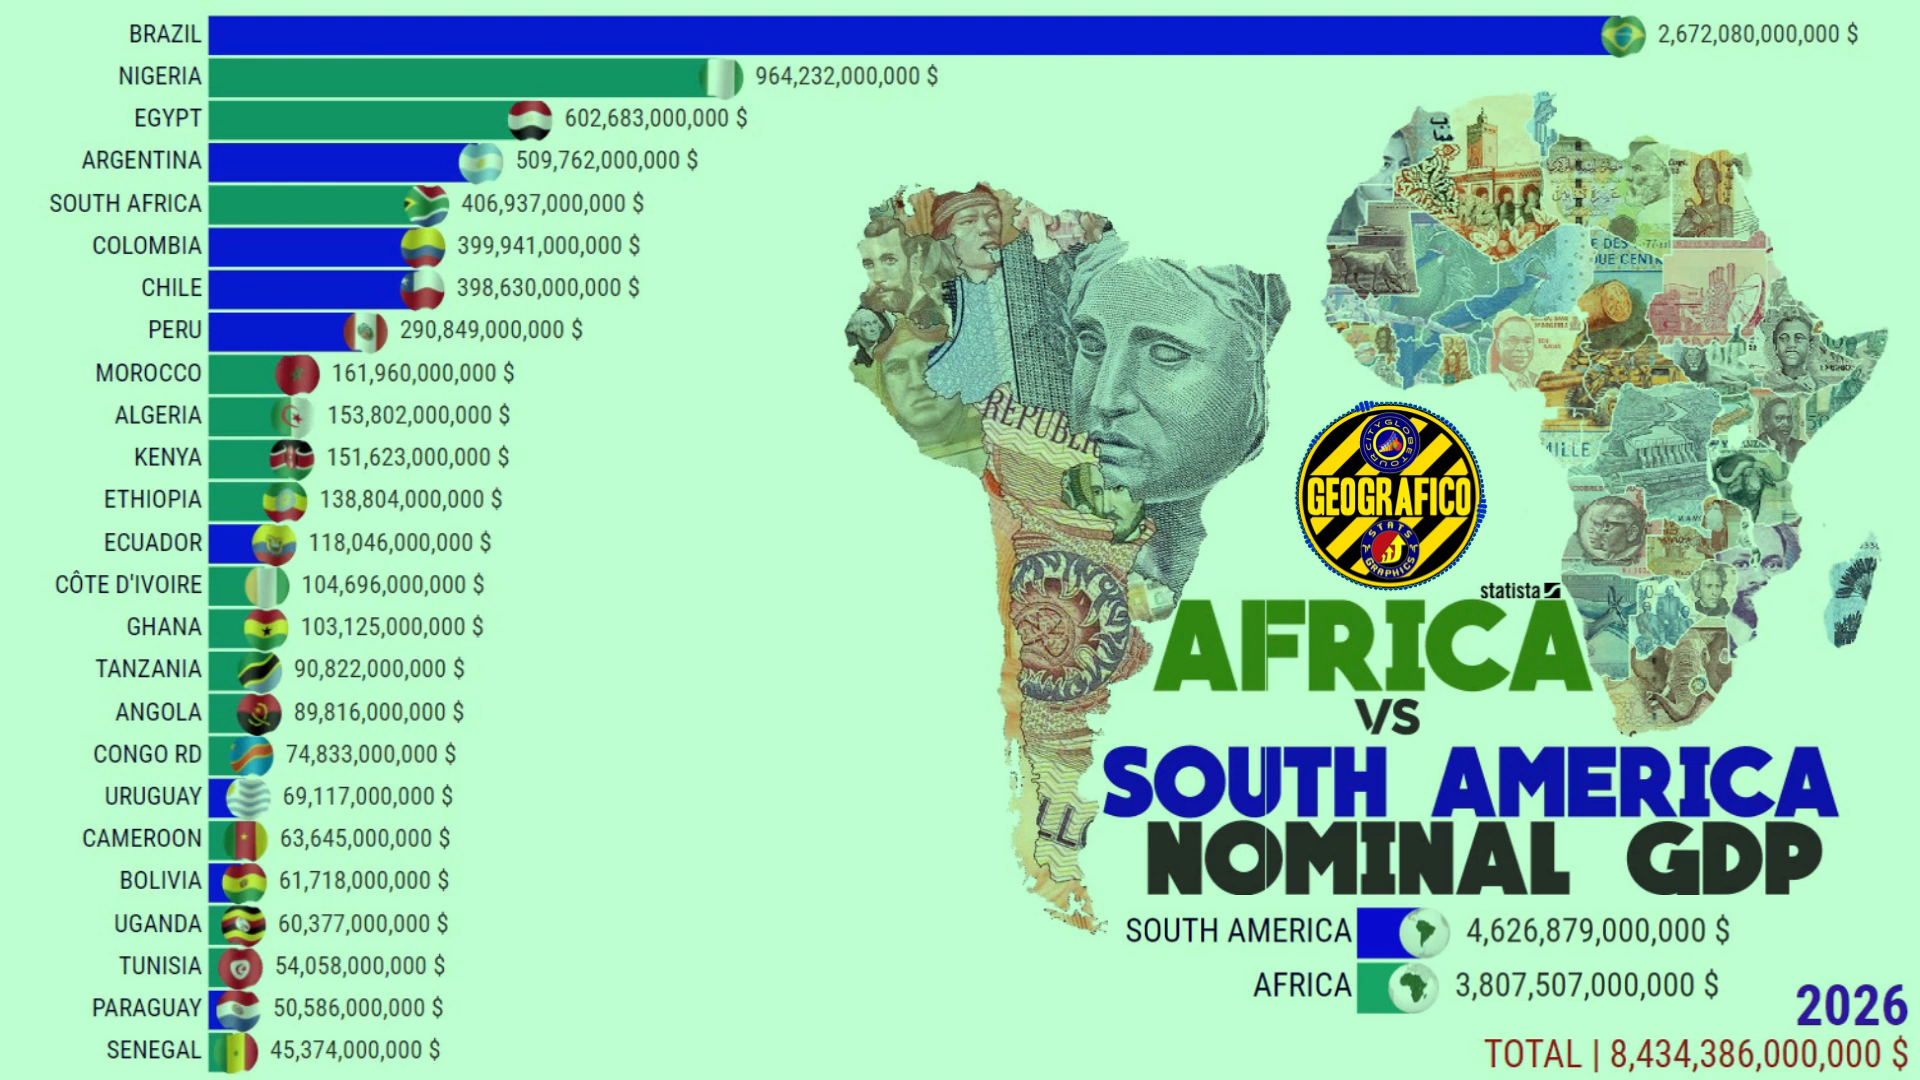 BRAZIL 2,672,080,000,000 $
NIGERIA 964,232,000,000 $
EGYPT 602,683,000,000 $
ARGENTINA 509,762,000,000 $
SOUTH AFRICA 406,937,000,000 $
COLOMBIA 399,941,000,000 $
CHILE 398,630,000,000 $
PERU 290,849,000,000 $
MOROCCO 161,960,000,000 $
ALGERIA 153,802,000,000 $
KENYA 151,623,000,000 $
ETHIOPIA 138,804,000,000 $
ECUADOR 118,046,000,000 $
CÔTE D'IVOIRE 104,696,000,000 $
GHANA 103,125,000,000 $
TANZANIA 90,822,000,000 $
ANGOLA 89,816,000,000 $
CONGO RD 74,833,000,000 $
URUGUAY 69,117,000,000 $
CAMEROON 63,645,000,000 $
BOLIVIA 61,718,000,000 $
UGANDA 60,377,000,000 $
TUNISIA 54,058,000,000 $
PARAGUAY 50,586,000,000 $
SENEGAL 45,374,000,000 $
REPUBLIC
MILLE
CITYGLOBETOUR
GEOGRAFICO
STATS
GRAPHICS
statista
AFRICA
VS
SOUTH AMERICA
NOMINAL GDP
SOUTH AMERICA 4,626,879,000,000 $
AFRICA 3,807,507,000,000 $
2026
TOTAL | 8,434,386,000,000 $